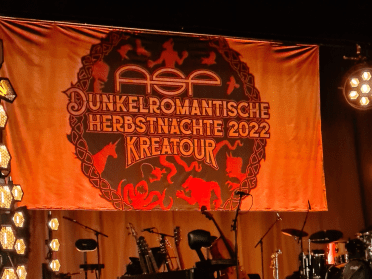 ASP
DUNKELROMANTISCHE
HERBSTNÄCHTE 2022
KREATOUR